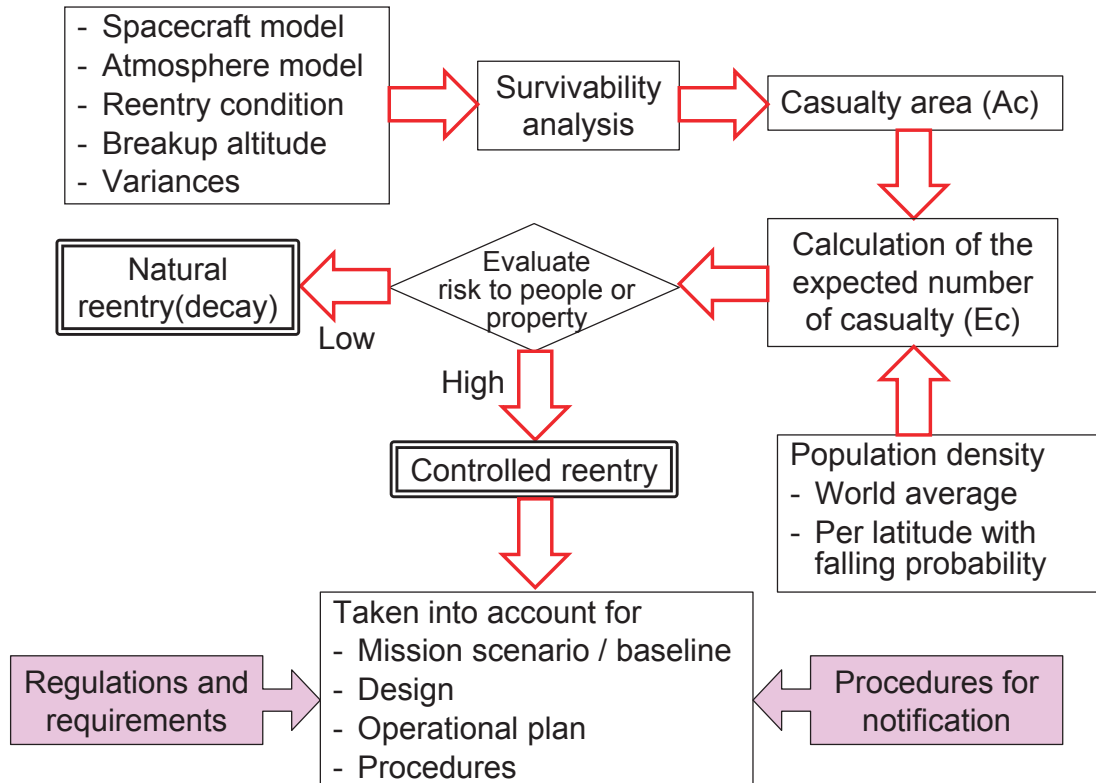 - Spacecraft model
- Atmosphere model
- Reentry condition
- Breakup altitude
- Variances
Survivability
analysis
Casualty area (Ac)
Calculation of the
expected number
of casualty (Ec)
Population density
- World average
- Per latitude with
falling probability
Evaluate
risk to people or
property
Low
Natural
reentry(decay)
High
Controlled reentry
Taken into account for
- Mission scenario / baseline
- Design
- Operational plan
- Procedures
Regulations and
requirements
Procedures for
notification